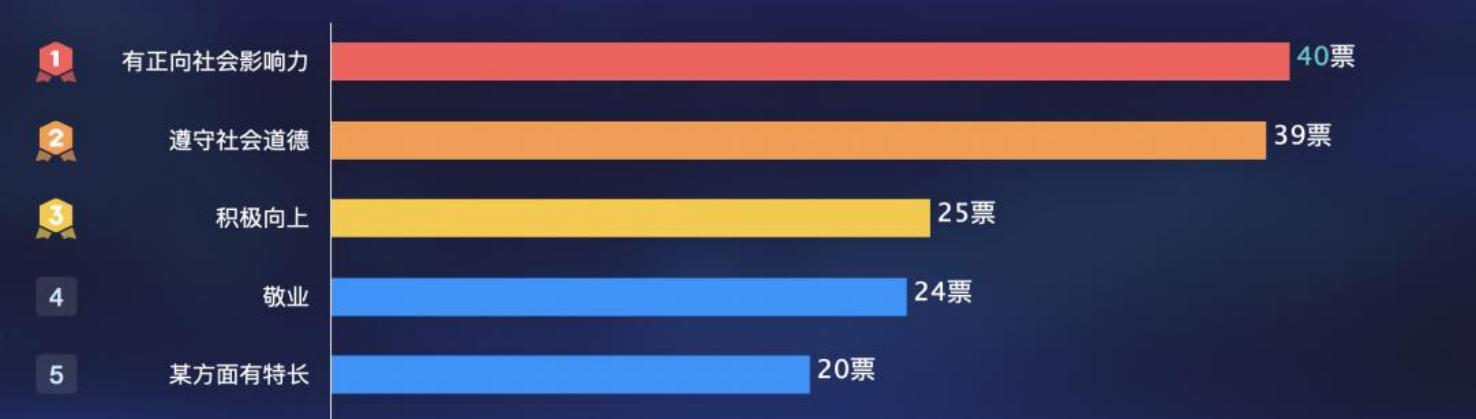 1 有正向社会影响力 40票
2 遵守社会道德 39票
3 积极向上 25票
4 敬业 24票
5 某方面有特长 20票